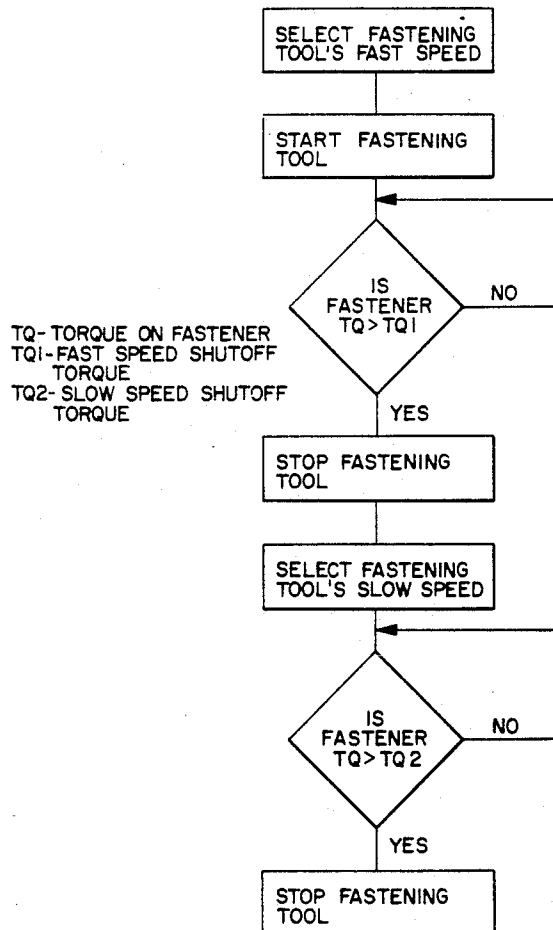 SELECT FASTENING
TOOL'S FAST SPEED
START FASTENING
TOOL
IS
FASTENER
TQ>TQ1
NO
TQ-TORQUE ON FASTENER
TQ1-FAST SPEED SHUTOFF
TORQUE
TQ2-SLOW SPEED SHUTOFF
TORQUE
YES
STOP FASTENING
TOOL
SELECT FASTENING
TOOL'S SLOW SPEED
IS
FASTENER
TQ>TQ2
NO
YES
STOP FASTENING
TOOL